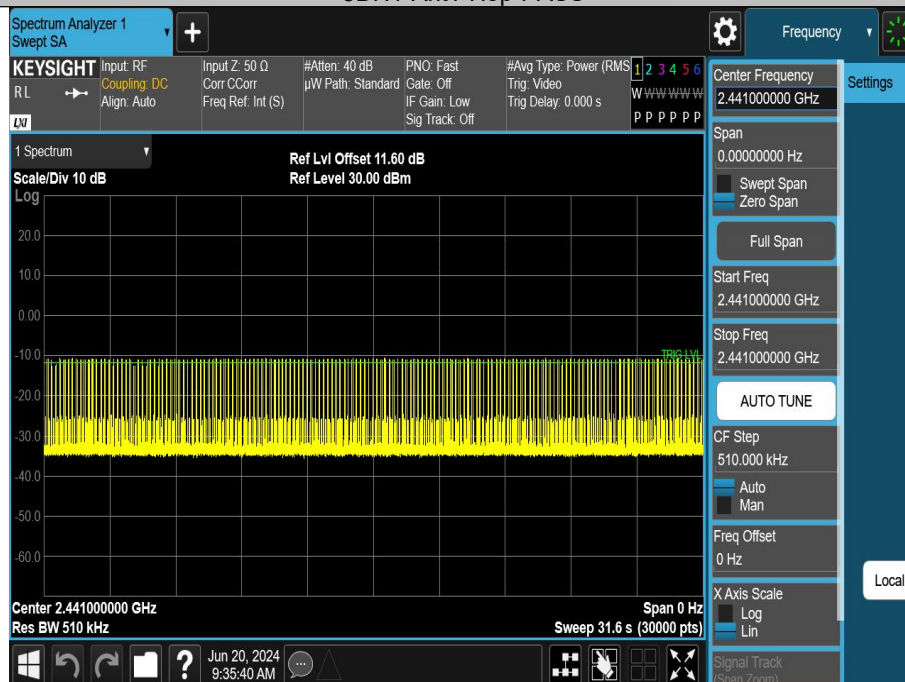 Spectrum Analyzer 1
Swept SA
Frequency
KEYSIGHT
RL
LXI
Input: RF
Coupling: DC
Align: Auto
Input Z: 50 Ω
Corr CCorr
Freq Ref: Int (S)
#Atten: 40 dB
µW Path: Standard
PNO: Fast
Gate: Off
IF Gain: Low
Sig Track: Off
#Avg Type: Power (RMS
Trig: Video
Trig Delay: 0.000 s
1 2 3 4 5 6
W W W W W W
P P P P P P
1 Spectrum
Scale/Div 10 dB
Ref Lvl Offset 11.60 dB
Ref Level 30.00 dBm
Log
20.0
10.0
0.00
-10.0
TRIG LVL
-20.0
-30.0
-40.0
-50.0
-60.0
Center 2.441000000 GHz
Span 0 Hz
Res BW 510 kHz
Sweep 31.6 s (30000 pts)
Jun 20, 2024
9:35:40 AM
Center Frequency
2.441000000 GHz
Settings
Span
0.00000000 Hz
Swept Span
Zero Span
Full Span
Start Freq
2.441000000 GHz
Stop Freq
2.441000000 GHz
AUTO TUNE
CF Step
510.000 kHz
Auto
Man
Freq Offset
0 Hz
Local
X Axis Scale
Log
Lin
Signal Track
(Span Zoom)